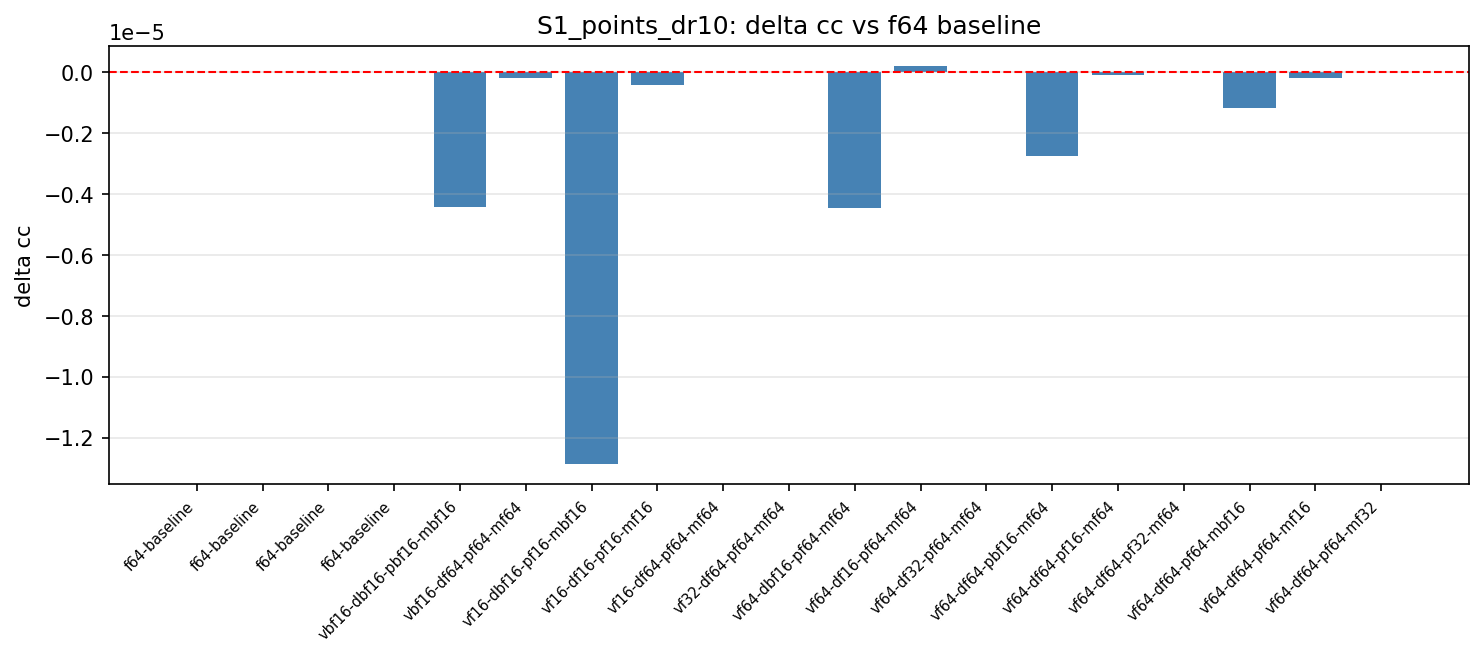 S1_points_dr10: delta cc vs f64 baseline
1e−5
0.0
−0.2
−0.4
−0.6
−0.8
−1.0
−1.2
delta cc
f64-baseline
f64-baseline
f64-baseline
f64-baseline
vbf16-dbf16-pbf16-mbf16
vbf16-df64-pf64-mf64
vf16-dbf16-pf16-mbf16
vf16-df16-pf16-mf16
vf16-df64-pf64-mf64
vf32-df64-pf64-mf64
vf64-dbf16-pf64-mf64
vf64-df16-pf64-mf64
vf64-df32-pf64-mf64
vf64-df64-pbf16-mf64
vf64-df64-pf16-mf64
vf64-df64-pf32-mf64
vf64-df64-pf64-mbf16
vf64-df64-pf64-mf16
vf64-df64-pf64-mf32